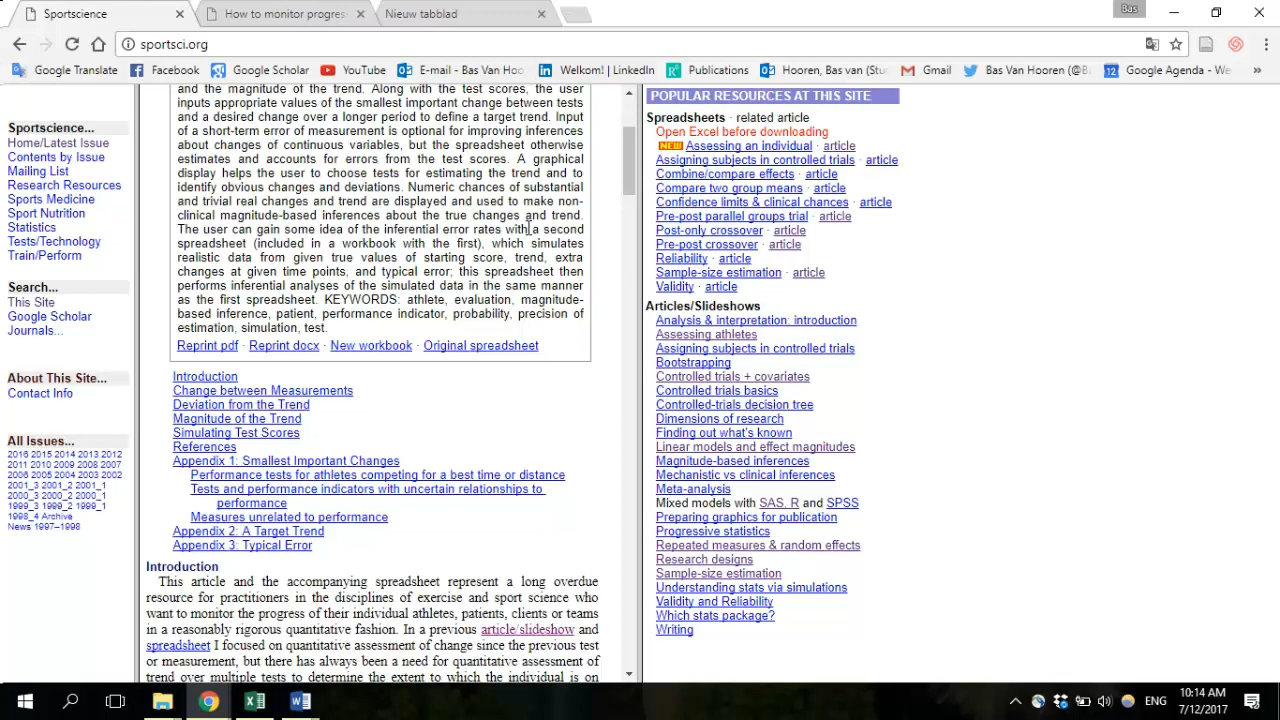 Sportscience
How to monitor progres
Nieuw tabblad
Bas
sportsci.org
Google Translate
Facebook
Google Scholar
YouTube
E-mail - Bas Van Hoo
Welkom! | LinkedIn
Publications
Hooren, Bas van (Stu
Gmail
Bas Van Hooren (@B
Google Agenda - We
12
Sportscience...
Home/Latest Issue
Contents by Issue
Mailing List
Research Resources
Sports Medicine
Sport Nutrition
Statistics
Tests/Technology
Train/Perform
Search...
This Site
Google Scholar
Journals...
About This Site...
Contact Info
All Issues...
2016 2015 2014 2013 2012
2011 2010 2009 2008 2007
2006 2005 2004 2003 2002
2001_3 2001_2 2001_1
2000_3 2000_2 2000_1
1999_3 1999_2 1999_1
1998_4 Archive
News 1997–1998
and the magnitude of the trend. Along with the test scores, the user
inputs appropriate values of the smallest important change between tests
and a desired change over a longer period to define a target trend. Input
of a short-term error of measurement is optional for improving inferences
about changes of continuous variables, but the spreadsheet otherwise
estimates and accounts for errors from the test scores. A graphical
display helps the user to choose tests for estimating the trend and to
identify obvious changes and deviations. Numeric chances of substantial
and trivial real changes and trend are displayed and used to make non-
clinical magnitude-based inferences about the true changes and trend.
The user can gain some idea of the inferential error rates with a second
spreadsheet (included in a workbook with the first), which simulates
realistic data from given true values of starting score, trend, extra
changes at given time points, and typical error; this spreadsheet then
performs inferential analyses of the simulated data in the same manner
as the first spreadsheet. KEYWORDS: athlete, evaluation, magnitude-
based inference, patient, performance indicator, probability, precision of
estimation, simulation, test.
Reprint pdf · Reprint docx · New workbook · Original spreadsheet
Introduction
Change between Measurements
Deviation from the Trend
Magnitude of the Trend
Simulating Test Scores
References
Appendix 1: Smallest Important Changes
Performance tests for athletes competing for a best time or distance
Tests and performance indicators with uncertain relationships to
performance
Measures unrelated to performance
Appendix 2: A Target Trend
Appendix 3: Typical Error
Introduction
This article and the accompanying spreadsheet represent a long overdue
resource for practitioners in the disciplines of exercise and sport science who
want to monitor the progress of their individual athletes, patients, clients or teams
in a reasonably rigorous quantitative fashion. In a previous article/slideshow and
spreadsheet I focused on quantitative assessment of change since the previous test
or measurement, but there has always been a need for quantitative assessment of
trend over multiple tests to determine the extent to which the individual is on
POPULAR RESOURCES AT THIS SITE
Spreadsheets · related article
Open Excel before downloading
NEW Assessing an individual · article
Assigning subjects in controlled trials · article
Combine/compare effects · article
Compare two group means · article
Confidence limits & clinical chances · article
Pre-post parallel groups trial · article
Post-only crossover · article
Pre-post crossover · article
Reliability · article
Sample-size estimation · article
Validity · article
Articles/Slideshows
Analysis & interpretation: introduction
Assessing athletes
Assigning subjects in controlled trials
Bootstrapping
Controlled trials + covariates
Controlled trials basics
Controlled-trials decision tree
Dimensions of research
Finding out what's known
Linear models and effect magnitudes
Magnitude-based inferences
Mechanistic vs clinical inferences
Meta-analysis
Mixed models with SAS, R and SPSS
Preparing graphics for publication
Progressive statistics
Repeated measures & random effects
Research designs
Sample-size estimation
Understanding stats via simulations
Validity and Reliability
Which stats package?
Writing
ENG
10:14 AM
7/12/2017